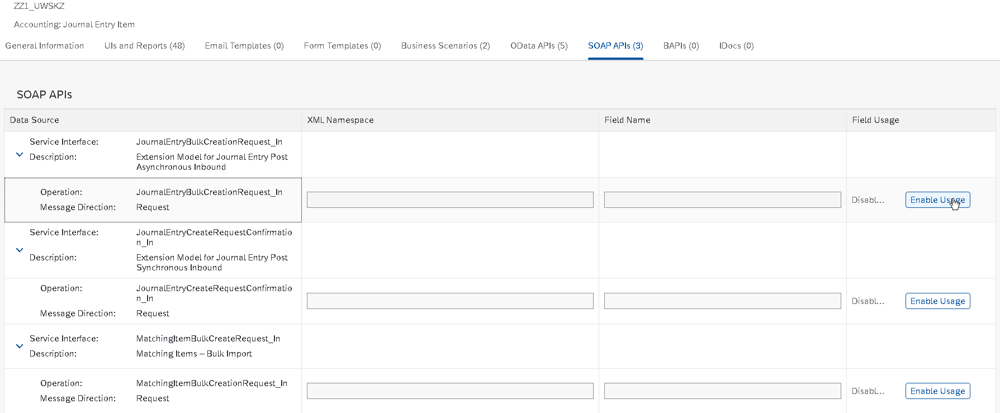 ZZ1_UWSKZ
Accounting: Journal Entry Item
General Information UIs and Reports (48) Email Templates (0) Form Templates (0) Business Scenarios (2) OData APIs (5) SOAP APIs (3) BAPIs (0) IDocs (0)
SOAP APIs
Data Source XML Namespace Field Name Field Usage
Service Interface: JournalEntryBulkCreationRequest_In
Description: Extension Model for Journal Entry Post
Asynchronous Inbound
Operation: JournalEntryBulkCreationRequest_In
Message Direction: Request
Disabl... Enable Usage
Service Interface: JournalEntryCreateRequestConfirmatio
n_In
Description: Extension Model for Journal Entry Post
Synchronous Inbound
Operation: JournalEntryCreateRequestConfirmatio
n_In
Message Direction: Request
Disabl... Enable Usage
Service Interface: MatchingItemBulkCreateRequest_In
Description: Matching Items – Bulk Import
Operation: MatchingItemBulkCreationRequest_In
Message Direction: Request
Disabl... Enable Usage